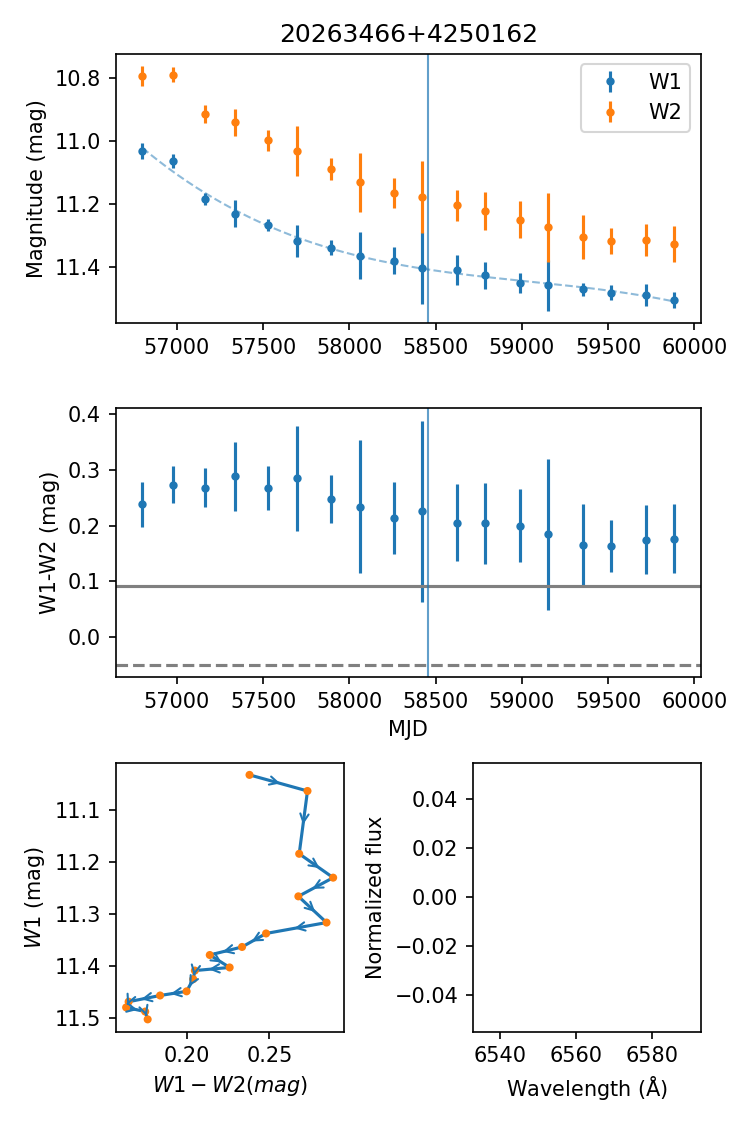 20263466+4250162
Magnitude (mag)
10.8
11.0
11.2
11.4
W1
W2
57000 57500 58000 58500 59000 59500 60000
W1-W2 (mag)
0.4
0.3
0.2
0.1
0.0
57000 57500 58000 58500 59000 59500 60000
MJD
W1 (mag)
11.1
11.2
11.3
11.4
11.5
0.20 0.25
W1 − W2(mag)
Normalized flux
0.04
0.02
0.00
−0.02
−0.04
6540 6560 6580
Wavelength (Å)